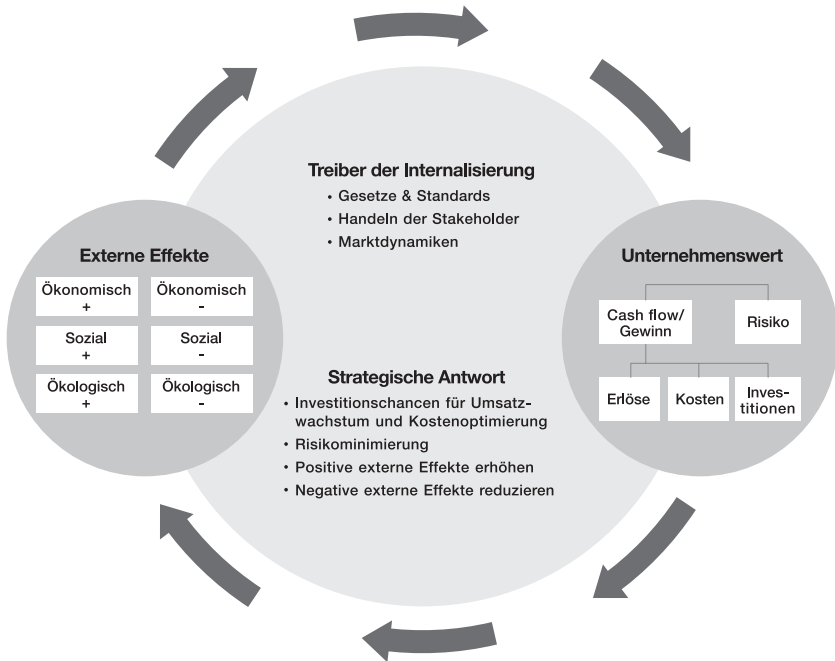 Treiber der Internalisierung
• Gesetze & Standards
• Handeln der Stakeholder
• Marktdynamiken
Externe Effekte
Ökonomisch
+
Ökonomisch
-
Sozial
+
Sozial
-
Ökologisch
+
Ökologisch
-
Unternehmenswert
Cash flow/
Gewinn
Risiko
Erlöse
Kosten
Inves-
titionen
Strategische Antwort
• Investitionschancen für Umsatz-
wachstum und Kostenoptimierung
• Risikominimierung
• Positive externe Effekte erhöhen
• Negative externe Effekte reduzieren